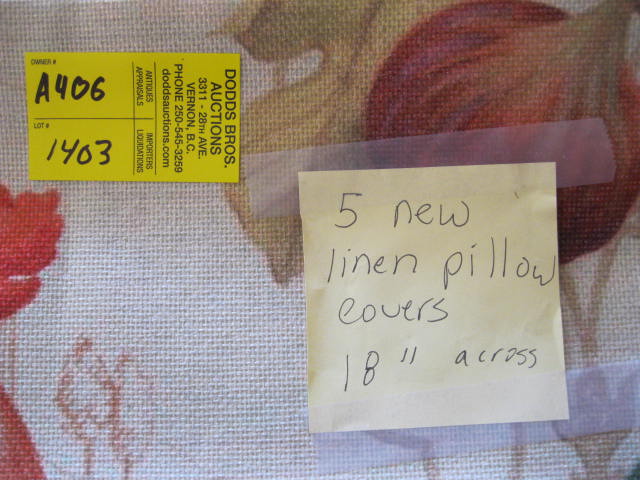 OWNER #
A406
LOT #
1403
ANTIQUES
APPRAISALS
IMPORTERS
LIQUIDATIONS
DODDS BROS.
AUCTIONS
3311 - 28TH AVE.
VERNON, B.C.
PHONE 250-545-3259
doddsauctions.com
5 new
linen pillow
covers
18" across